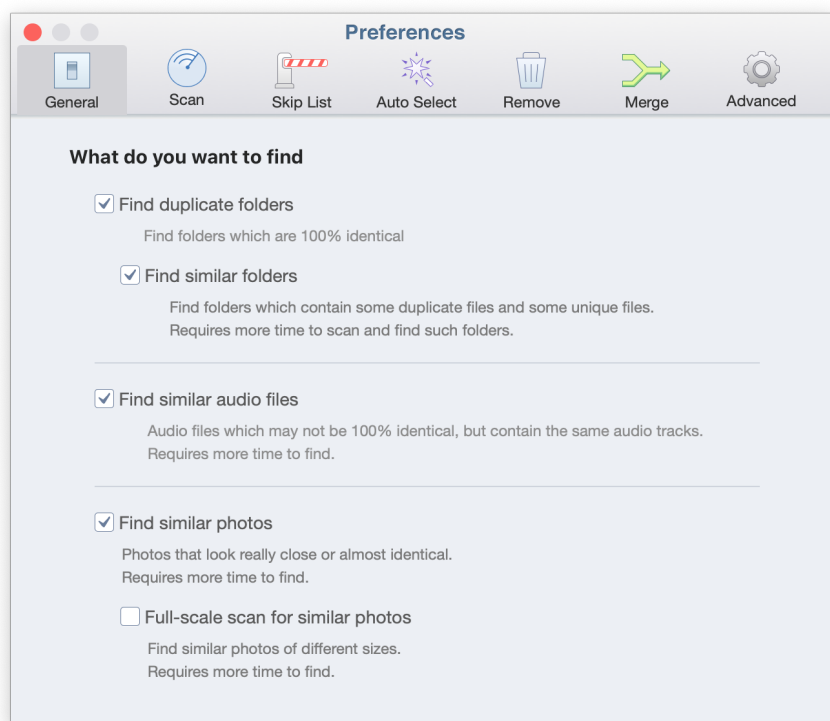 Preferences
General
Scan
Skip List
Auto Select
Remove
Merge
Advanced
What do you want to find
Find duplicate folders
Find folders which are 100% identical
Find similar folders
Find folders which contain some duplicate files and some unique files.
Requires more time to scan and find such folders.
Find similar audio files
Audio files which may not be 100% identical, but contain the same audio tracks.
Requires more time to find.
Find similar photos
Photos that look really close or almost identical.
Requires more time to find.
Full-scale scan for similar photos
Find similar photos of different sizes.
Requires more time to find.